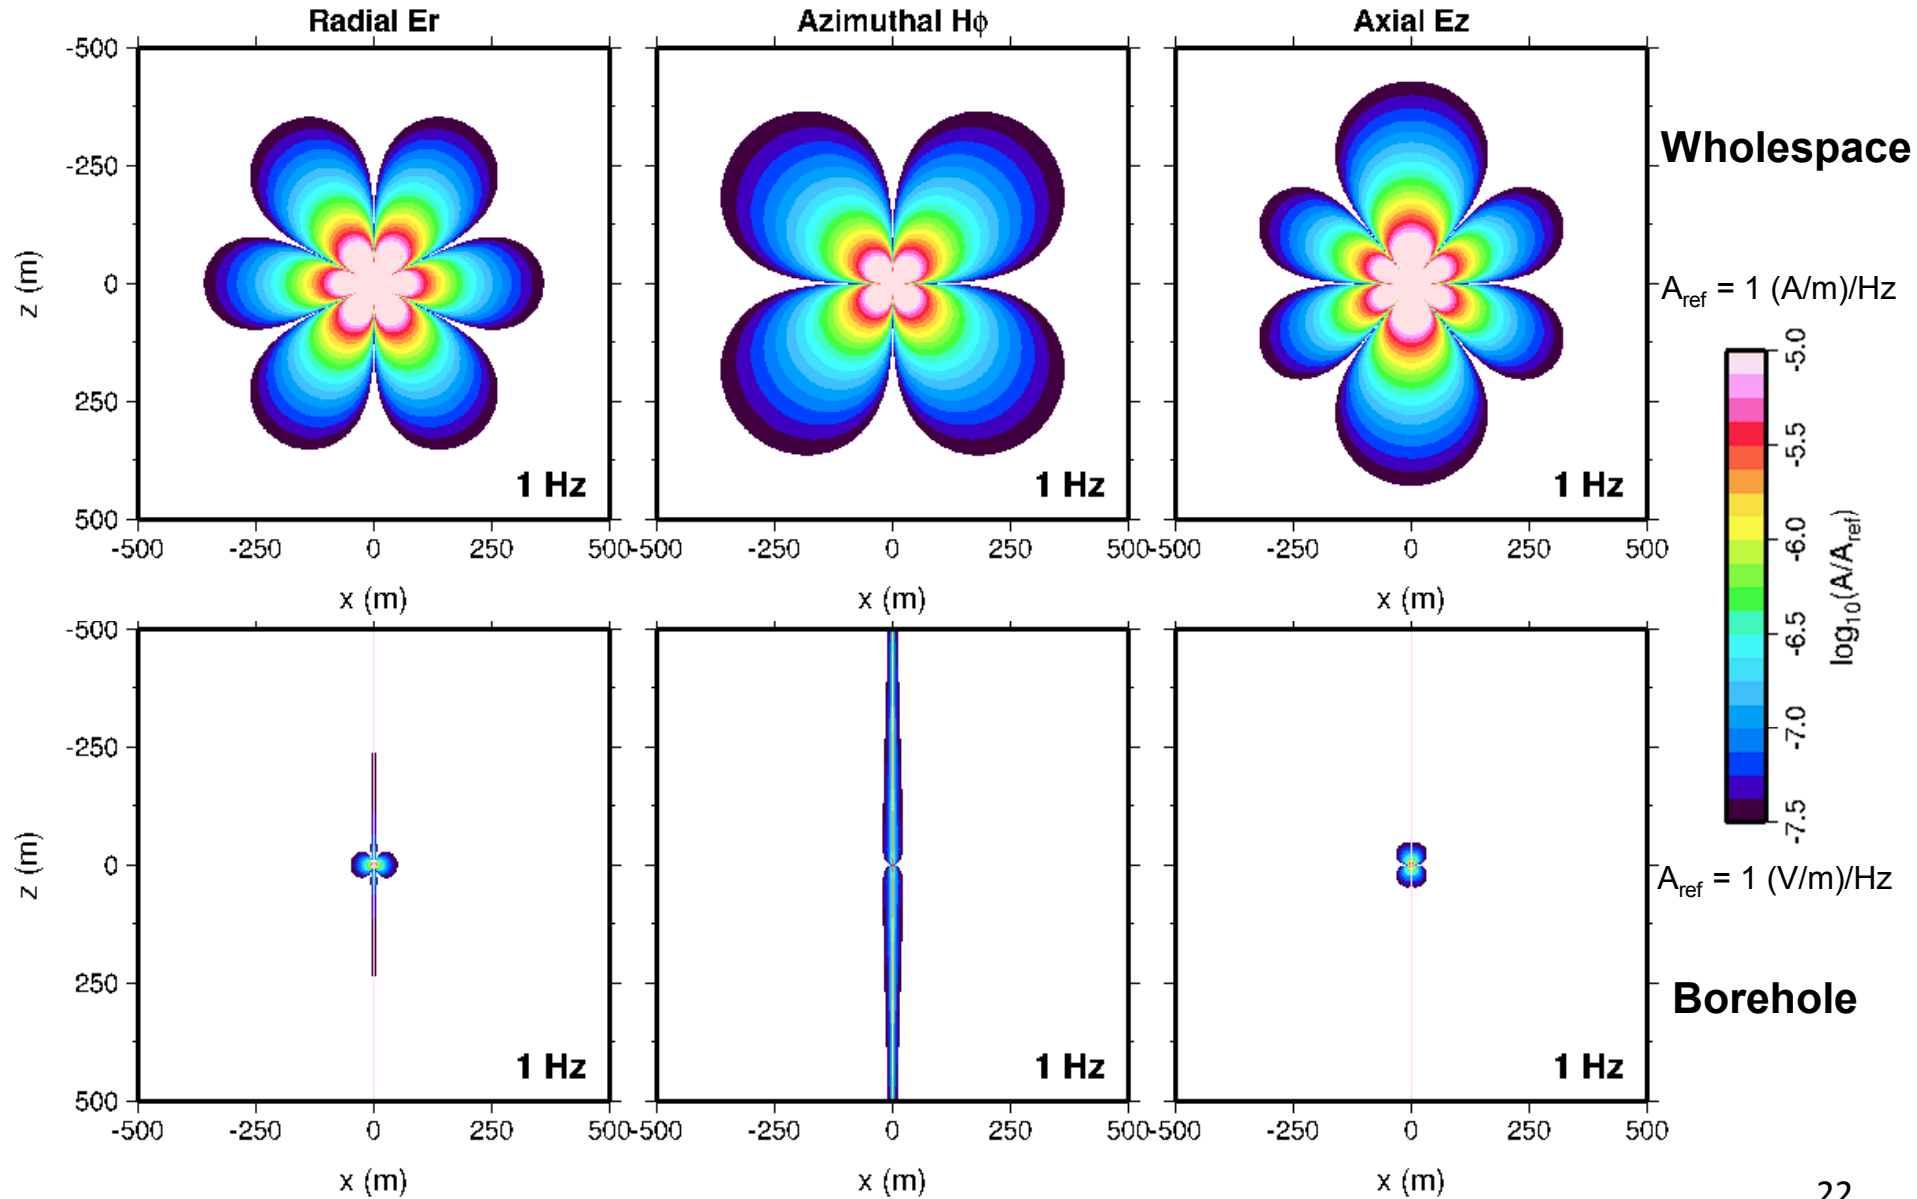 Radial Er
Azimuthal Hϕ
Axial Ez
-500
-250
0
250
500
z (m)
1 Hz
1 Hz
1 Hz
-500 -250 0 250 500
-500 -250 0 250 500
-500 -250 0 250 500
x (m)
x (m)
x (m)
Wholespace
A_ref = 1 (A/m)/Hz
-5.0
-5.5
-6.0
-6.5
-7.0
-7.5
log10(A/A_ref)
-500
-250
0
250
500
z (m)
1 Hz
1 Hz
1 Hz
-500 -250 0 250 500
-500 -250 0 250 500
-500 -250 0 250 500
x (m)
x (m)
x (m)
A_ref = 1 (V/m)/Hz
Borehole
22